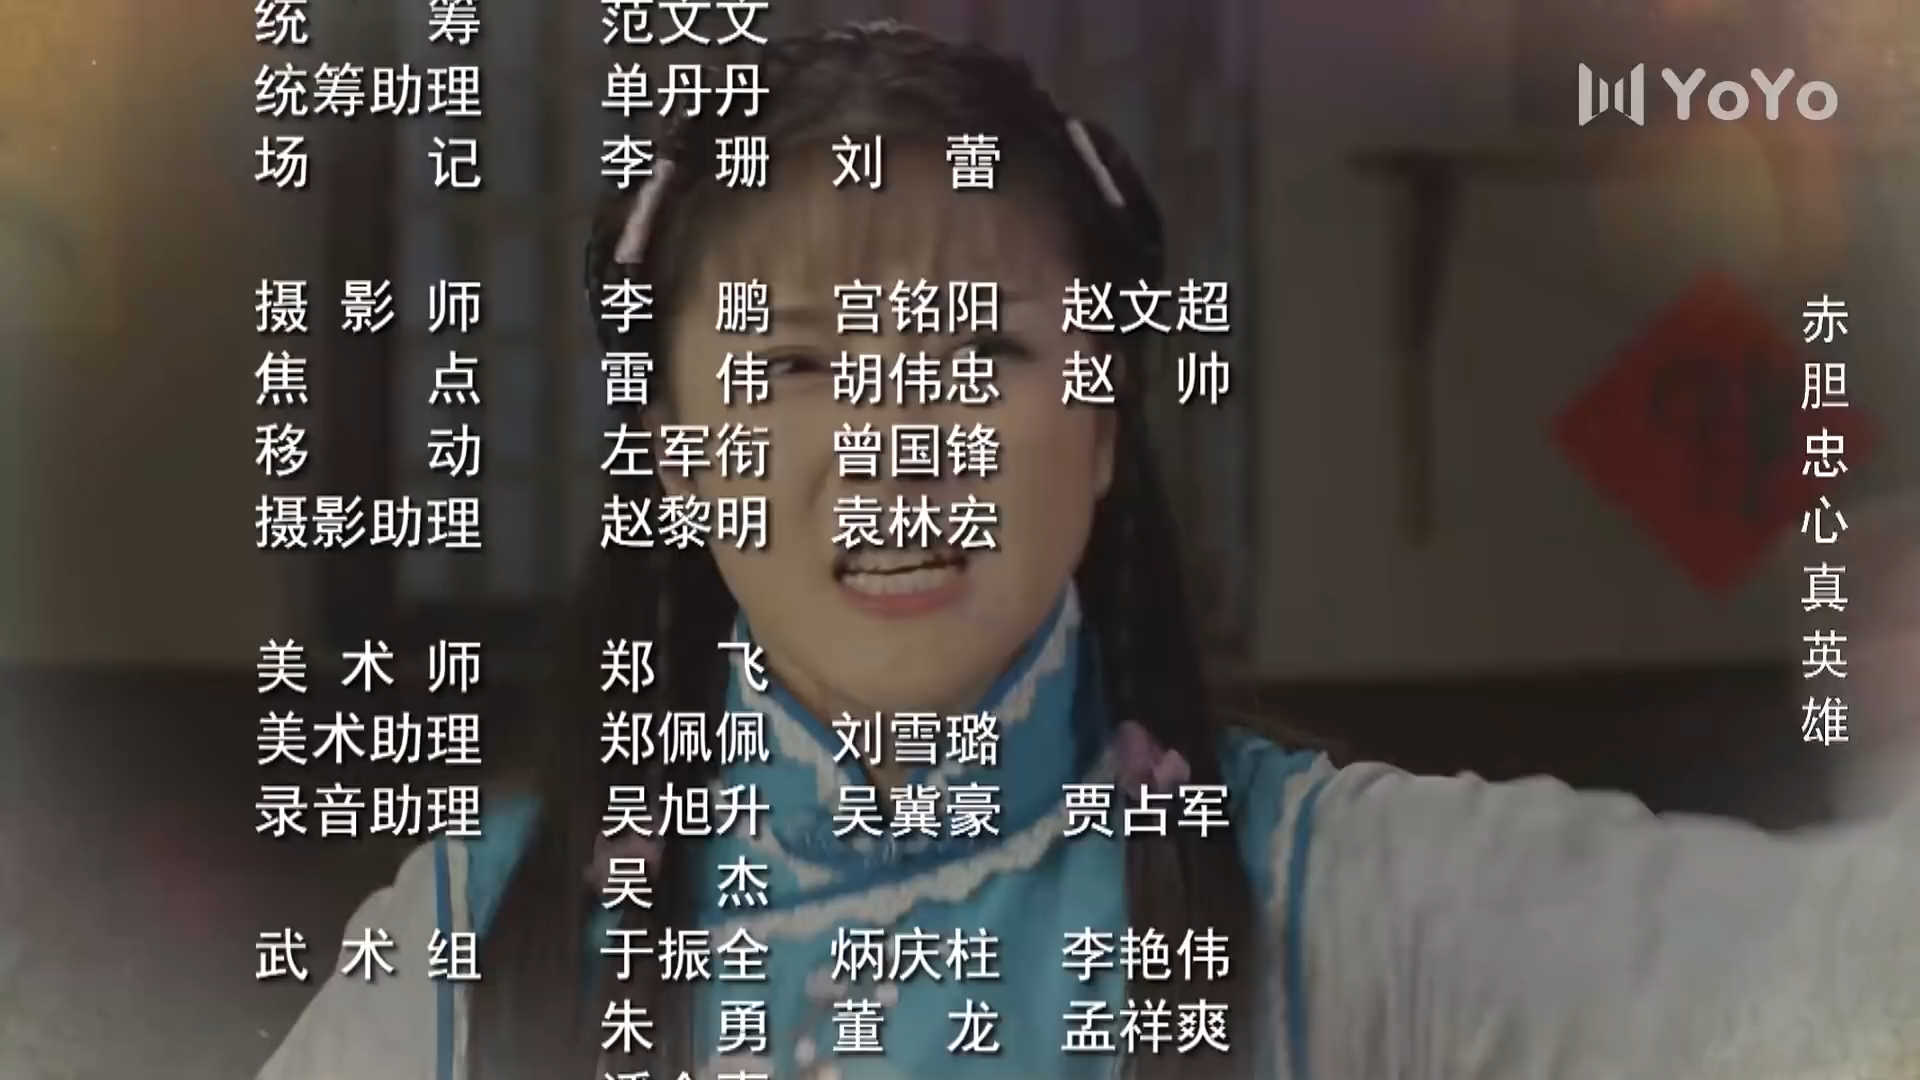 统筹 范文文
统筹助理 单丹丹
场记 李珊 刘蕾
摄影师 李鹏 宫铭阳 赵文超
焦点 雷伟 胡伟忠 赵帅
移动 左军衔 曾国锋
摄影助理 赵黎明 袁林宏
美术师 郑飞
美术助理 郑佩佩 刘雪璐
录音助理 吴旭升 吴冀豪 贾占军
吴杰
武术组 于振全 炳庆柱 李艳伟
朱勇 董龙 孟祥爽
YoYo
赤胆忠心真英雄